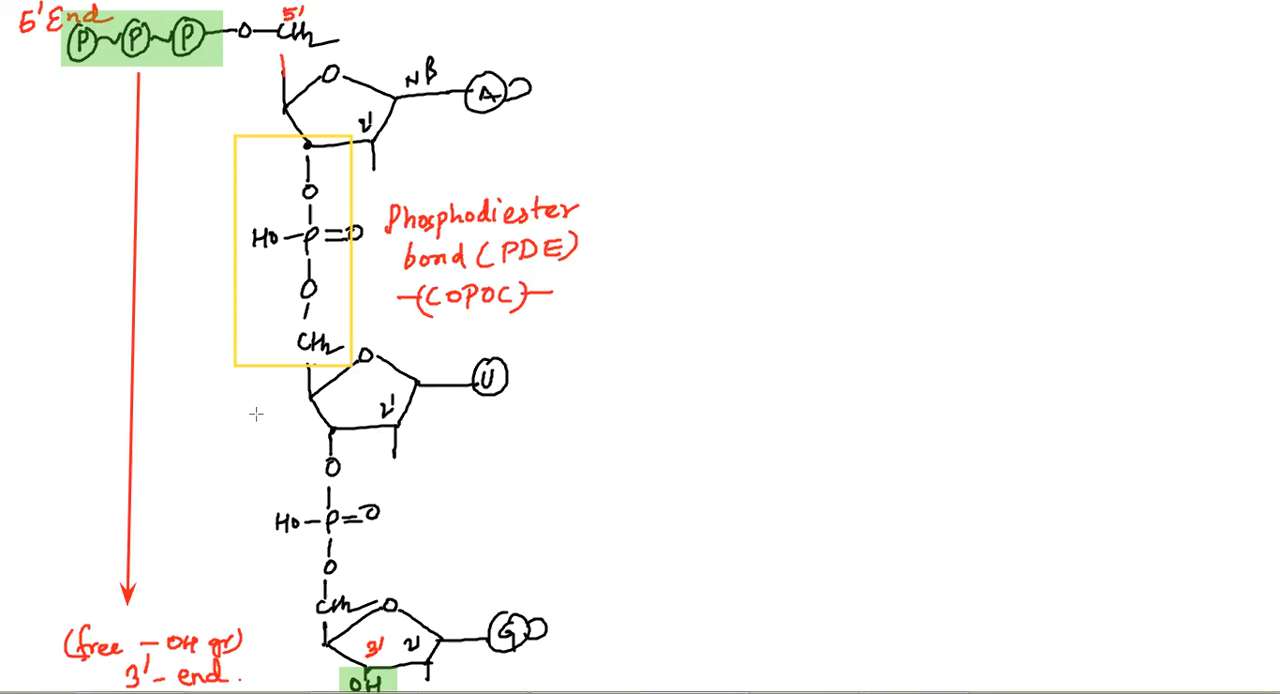 5' End
P~P~P-O-CH2 5'
O
N β A
2'
O
HO-P=O
Phosphodiester
bond (PDE)
-(COPOC)-
O
CH2 O
U
2'
O
HO-P=O
O
CH2 O
G
3' 2'
(free - OH gr)
3'- end.
OH